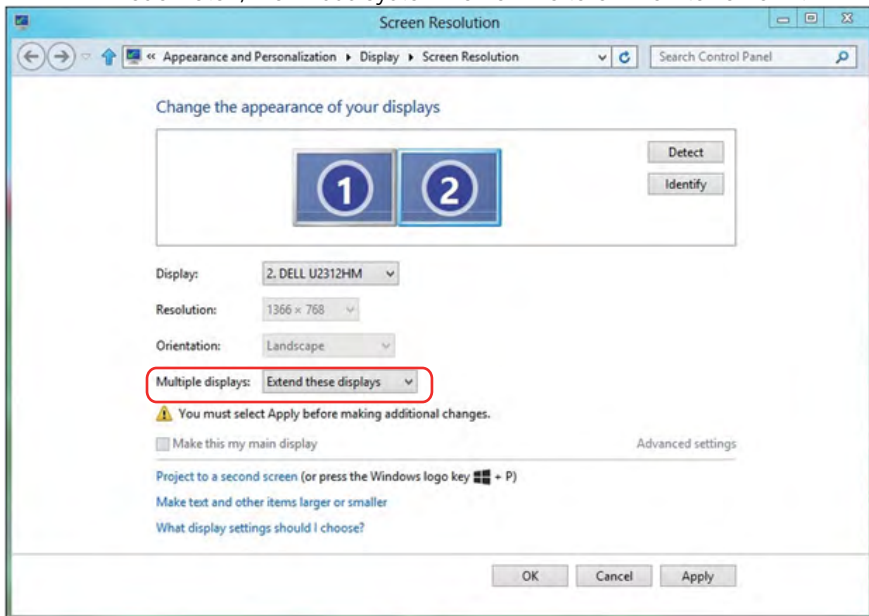 Screen Resolution
« Appearance and Personalization ▸ Display ▸ Screen Resolution Search Control Panel
Change the appearance of your displays
1 2
Detect
Identify
Display: 2. DELL U2312HM
Resolution: 1366 × 768
Orientation: Landscape
Multiple displays: Extend these displays
You must select Apply before making additional changes.
Make this my main display Advanced settings
Project to a second screen (or press the Windows logo key + P)
Make text and other items larger or smaller
What display settings should I choose?
OK Cancel Apply